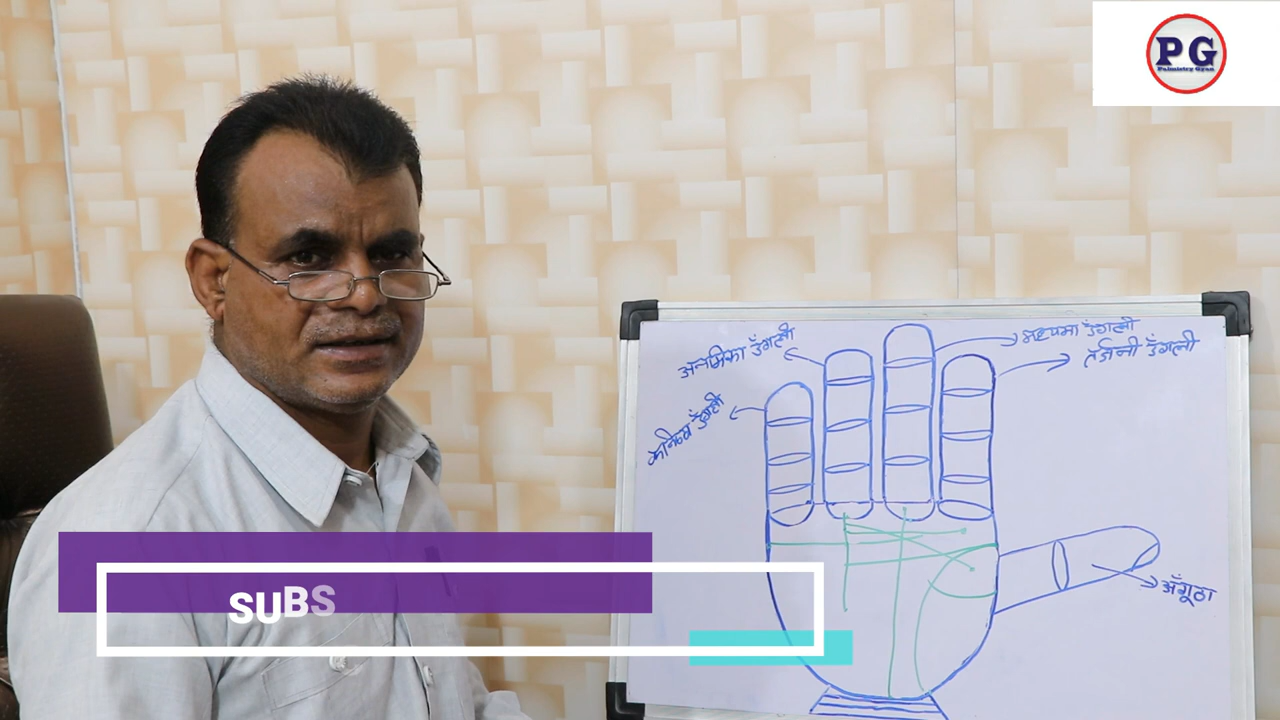 PG
Palmistry Gyan
मध्यमा उँगली
अनामिका उँगली
तर्जनी उँगली
कनिष्ठ उँगली
अँगूठा
SUBS